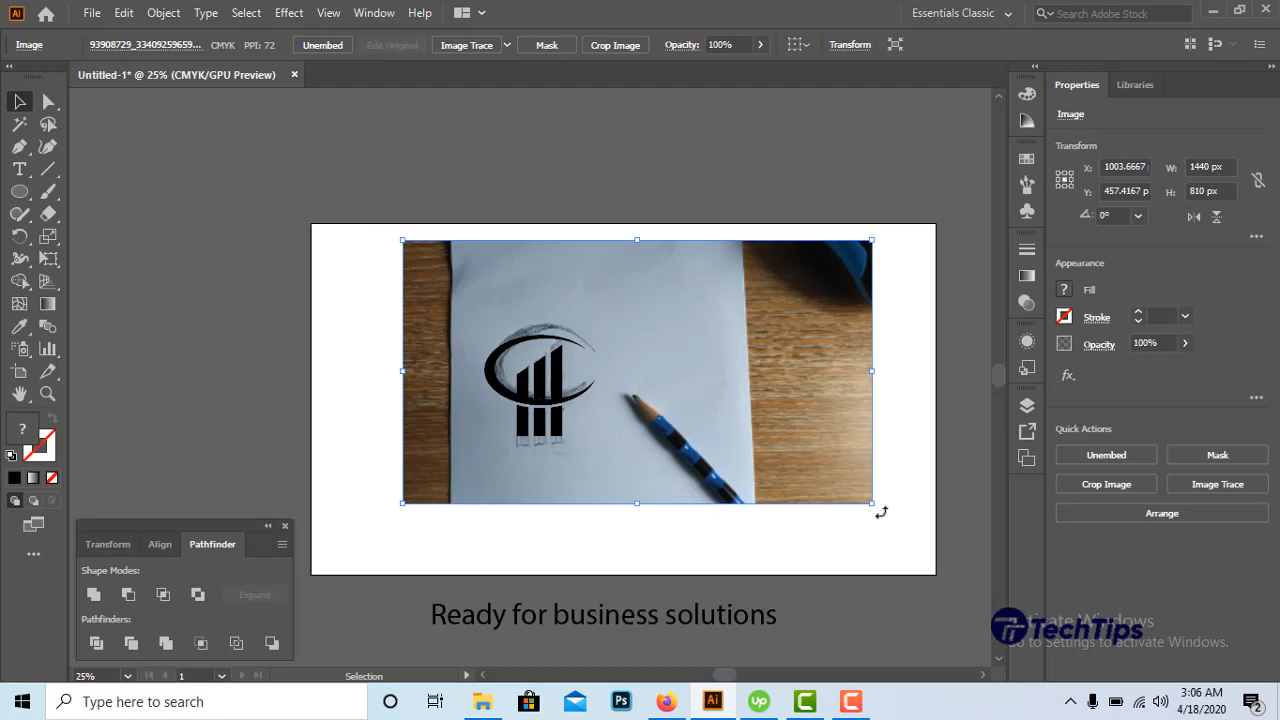 Ai File Edit Object Type Select Effect View Window Help Essentials Classic Search Adobe Stock
Image 93908729_33409259659... CMYK PPI: 72 Unembed Edit Original Image Trace Mask Crop Image Opacity: 100% Transform
Untitled-1* @ 25% (CMYK/GPU Preview)
Properties Libraries
Image
Transform
X: 1003.6667 W: 1440 px
Y: 457.4167 p H: 810 px
0°
Appearance
? Fill
Stroke
Opacity 100%
fx.
Quick Actions
Unembed Mask
Crop Image Image Trace
Arrange
?
Transform Align Pathfinder
Shape Modes:
Expand
Pathfinders:
Ready for business solutions
TechTips
Activate Windows
Go to Settings to activate Windows.
25% 1 Selection
Type here to search
Ps Ai Up C C
3:06 AM
4/18/2020
2